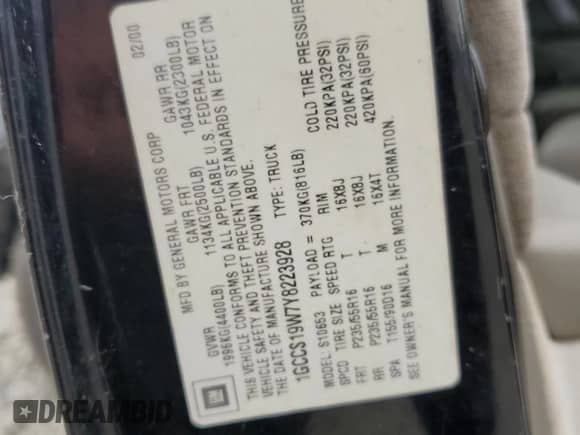 MFD BY GENERAL MOTORS CORP 02/00
GVWR GAWR FRT GAWR RR
1996KG(4400LB) 1134KG(2500LB) 1043KG(2300LB)
THIS VEHICLE CONFORMS TO ALL APPLICABLE U.S. FEDERAL MOTOR
VEHICLE SAFETY AND THEFT PREVENTION STANDARDS IN EFFECT ON
THE DATE OF MANUFACTURE SHOWN ABOVE.
1GCCS19W7Y8223928 TYPE: TRUCK
MODEL: S10653 PAYLOAD = 370KG(816LB)
SPCD TIRE SIZE SPEED RTG RIM COLD TIRE PRESSURE
FRT P235/55R16 T 16X8J 220KPA(32PSI)
RR P235/55R16 T 16X8J 220KPA(32PSI)
SPA T155/90D16 M 16X4T 420KPA(60PSI)
SEE OWNER'S MANUAL FOR MORE INFORMATION.
GM
DREAMBID